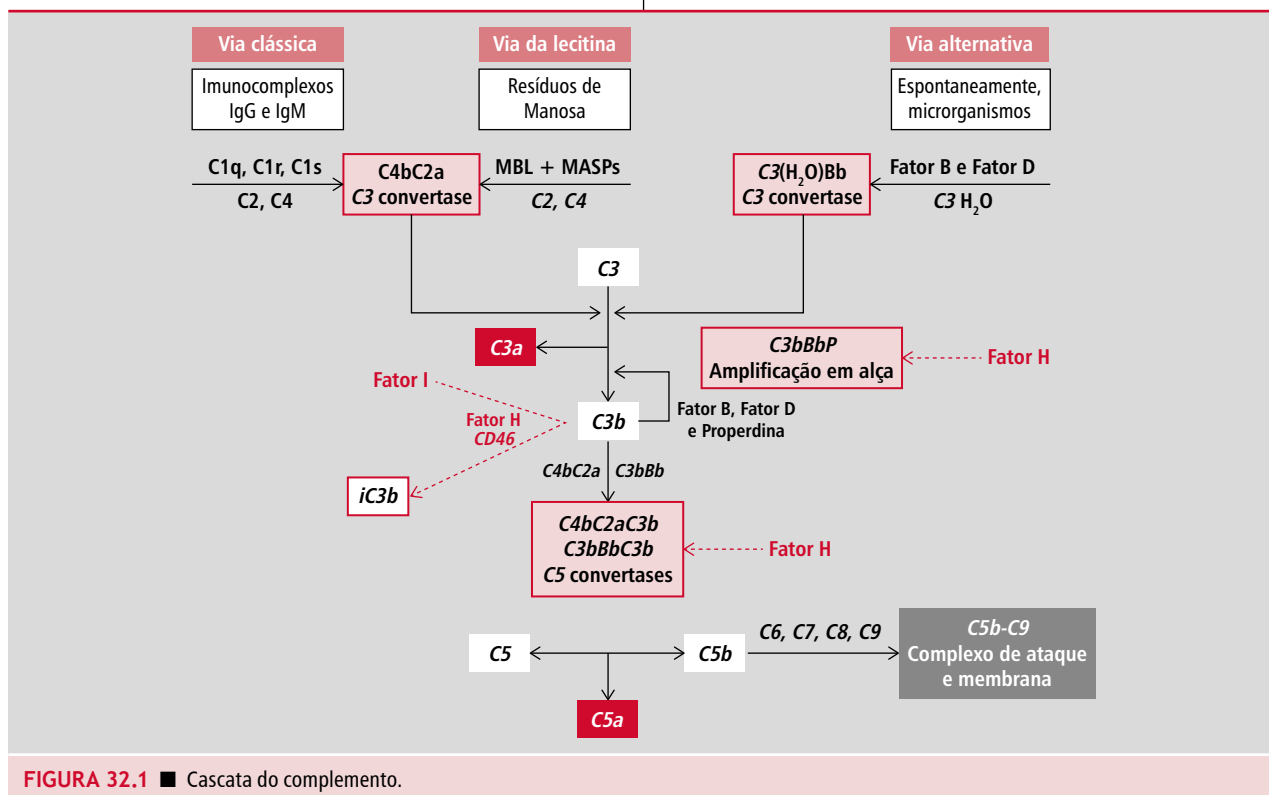 Via clássica
Via da lecitina
Via alternativa
Imunocomplexos
IgG e IgM
Resíduos de
Manosa
Espontaneamente,
microrganismos
C1q, C1r, C1s
C2, C4
C4bC2a
C3 convertase
MBL + MASPs
C2, C4
C3(H₂O)Bb
C3 convertase
Fator B e Fator D
C3 H₂O
C3
C3a
C3bBbP
Amplificação em alça
Fator H
Fator I
Fator H
CD46
C3b
Fator B, Fator D
e Properdina
iC3b
C4bC2a
C3bBb
C4bC2aC3b
C3bBbC3b
C5 convertases
Fator H
C5
C5b
C6, C7, C8, C9
C5b-C9
Complexo de ataque
e membrana
C5a
FIGURA 32.1 ■ Cascata do complemento.